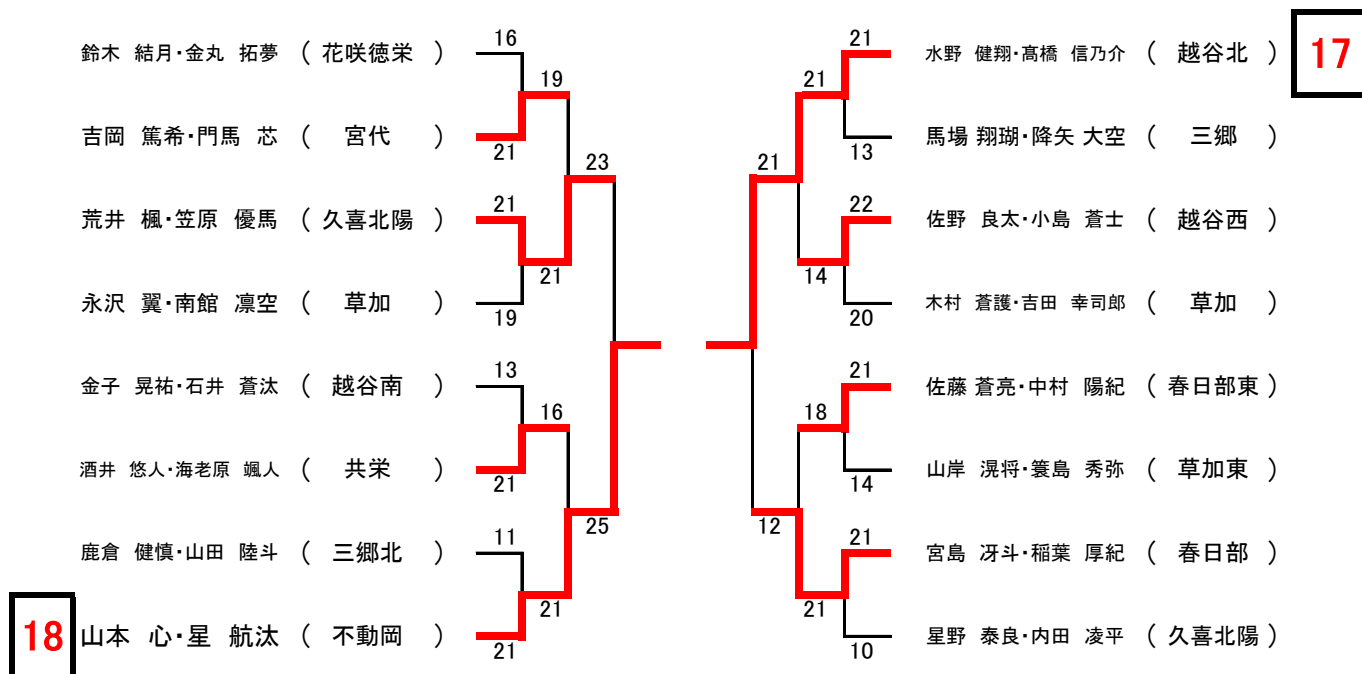 鈴木 結月・金丸 拓夢 ( 花咲徳栄 ) 16
19
吉岡 篤希・門馬 芯 ( 宮代 ) 21
23
荒井 楓・笠原 優馬 ( 久喜北陽 ) 21
21
永沢 翼・南館 凛空 ( 草加 ) 19
金子 晃祐・石井 蒼汰 ( 越谷南 ) 13
16
酒井 悠人・海老原 颯人 ( 共栄 ) 21
25
鹿倉 健慎・山田 陸斗 ( 三郷北 ) 11
21
18 山本 心・星 航汰 ( 不動岡 ) 21
21 水野 健翔・髙橋 信乃介 ( 越谷北 ) 17
21
13 馬場 翔瑚・降矢 大空 ( 三郷 )
21
22 佐野 良太・小島 蒼士 ( 越谷西 )
14
20 木村 蒼護・吉田 幸司郎 ( 草加 )
21 佐藤 蒼亮・中村 陽紀 ( 春日部東 )
18
14 山岸 滉将・簑島 秀弥 ( 草加東 )
12
21 宮島 冴斗・稲葉 厚紀 ( 春日部 )
21
10 星野 泰良・内田 凌平 ( 久喜北陽 )